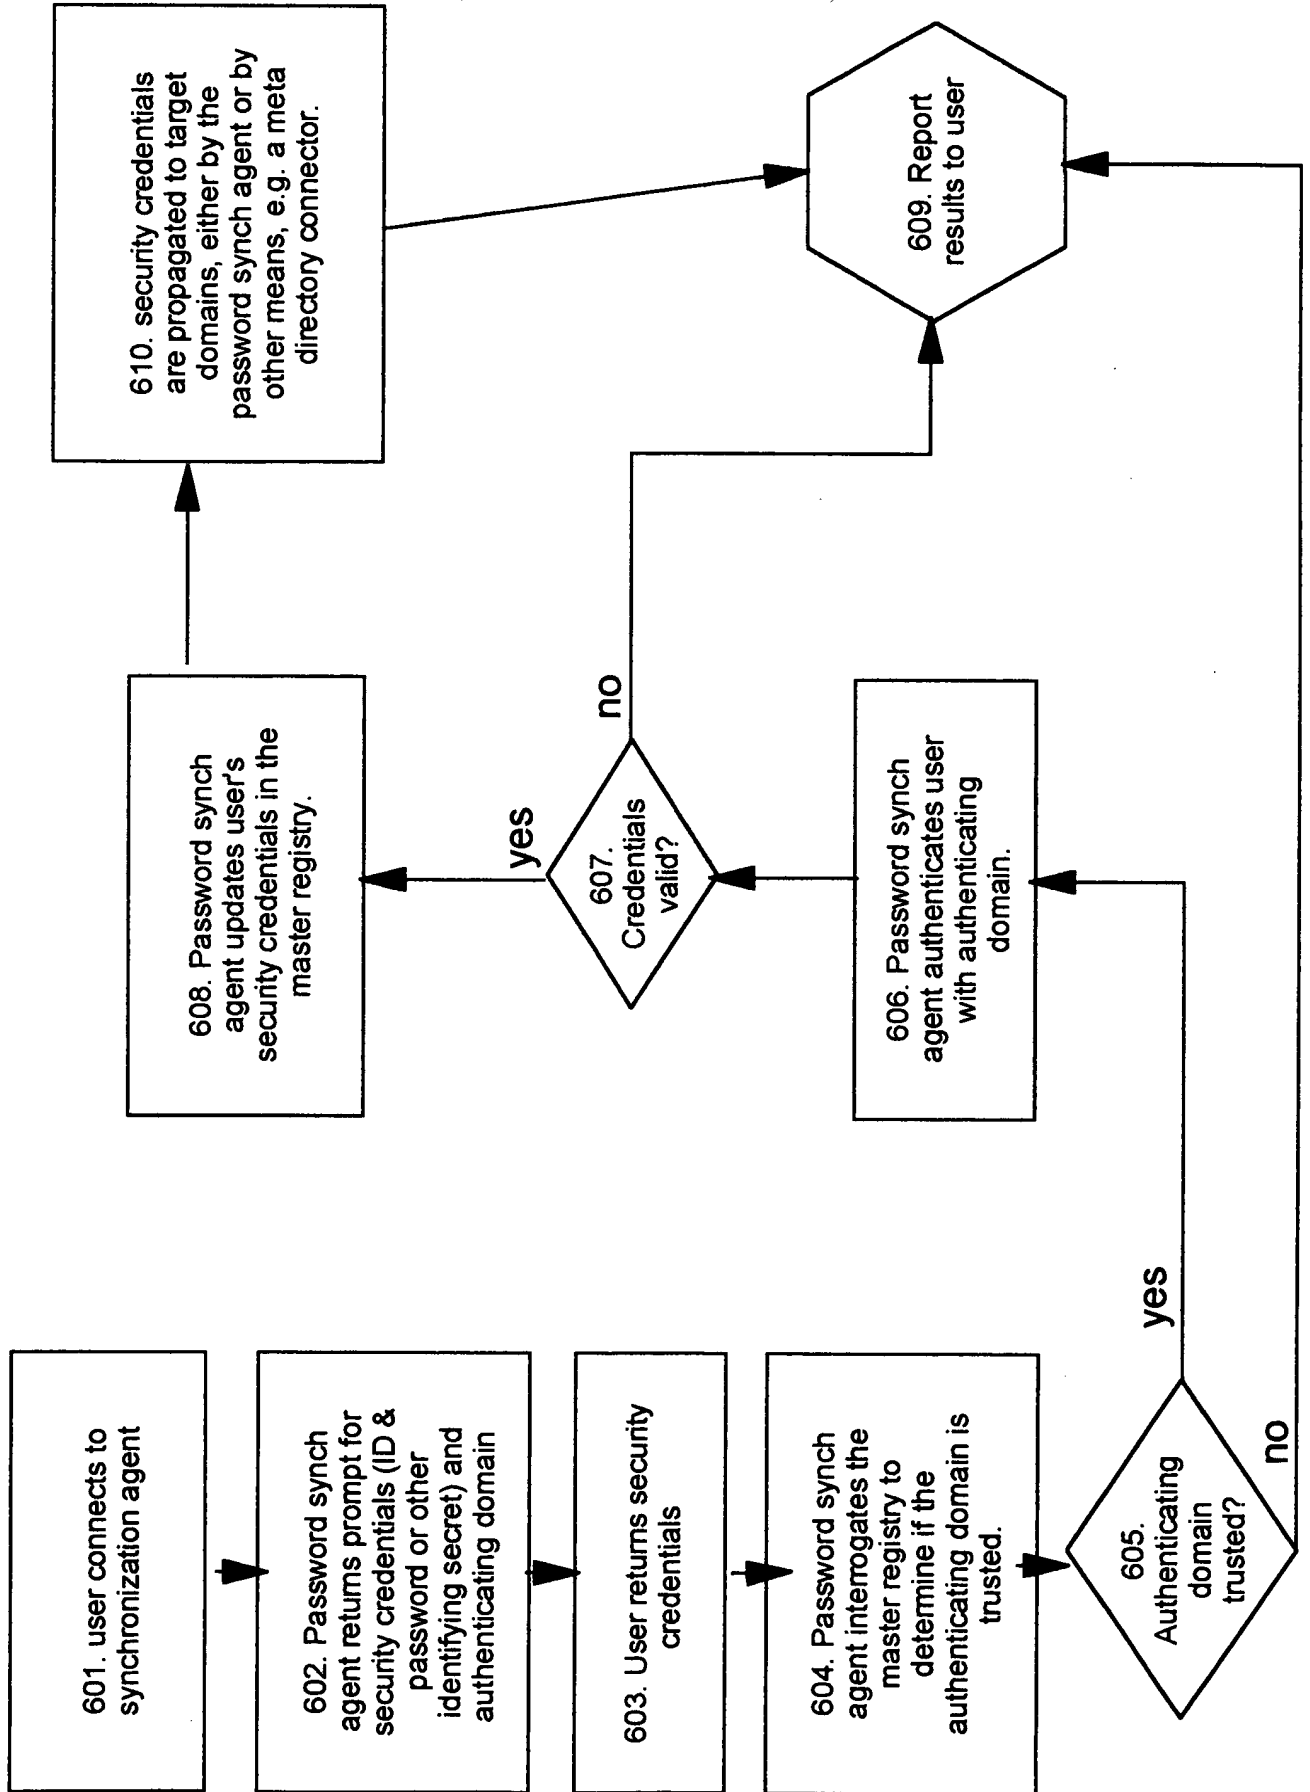 601. user connects to
synchronization agent
602. Password synch
agent returns prompt for
security credentials (ID &
password or other
identifying secret) and
authenticating domain
603. User returns security
credentials
604. Password synch
agent interrogates the
master registry to
determine if the
authenticating domain is
trusted.
605.
Authenticating
domain
trusted?
yes
no
606. Password synch
agent authenticates user
with authenticating
domain.
607.
Credentials
valid?
yes
no
608. Password synch
agent updates user's
security credentials in the
master registry.
610. security credentials
are propagated to target
domains, either by the
password synch agent or by
other means, e.g. a meta
directory connector.
609. Report
results to user